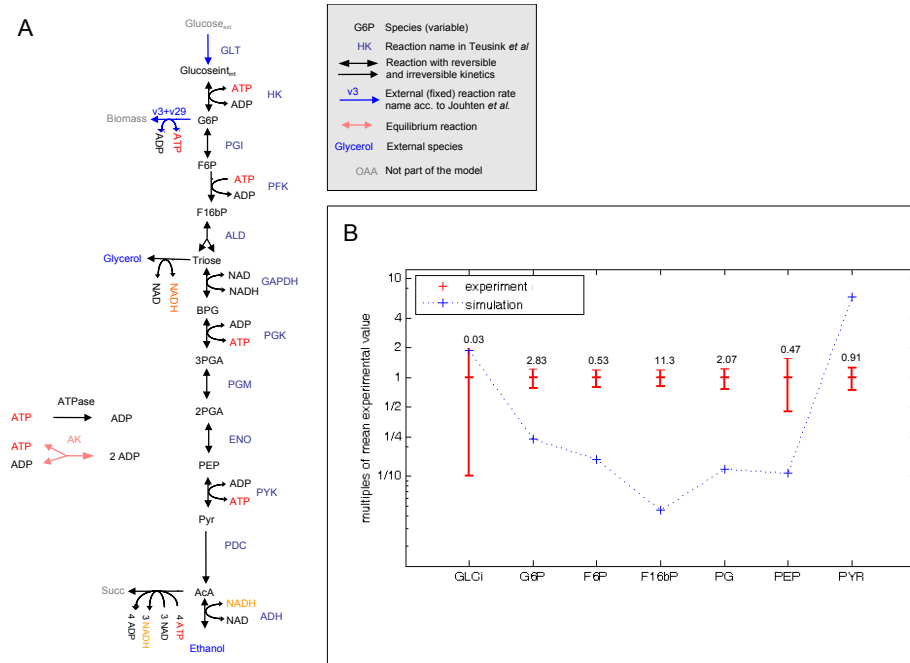 A
Glucose_ext
GLT
Glucoseint_int
ATP
ADP
HK
v3+v29
Biomass
G6P
ADP
ATP
PGI
F6P
ATP
ADP
PFK
F16bP
ALD
Glycerol
Triose
NAD
NADH
NAD
NADH
GAPDH
BPG
ADP
ATP
PGK
3PGA
PGM
2PGA
ATPase
ATP
ADP
ENO
AK
ATP
ADP
2 ADP
PEP
ADP
ATP
PYK
Pyr
PDC
Succ
AcA
4 ADP
3 NADH
3 NAD
4 ATP
NADH
NAD
ADH
Ethanol
G6P Species (variable)
HK Reaction name in Teusink et al
Reaction with reversible
and irreversible kinetics
v3 External (fixed) reaction rate
name acc. to Jouhten et al.
Equilibrium reaction
Glycerol External species
OAA Not part of the model
B
experiment
simulation
multiples of mean experimental value
10
4
2
1
1/2
1/4
1/10
0.03
2.83
0.53
11.3
2.07
0.47
0.91
GLCi
G6P
F6P
F16bP
PG
PEP
PYR